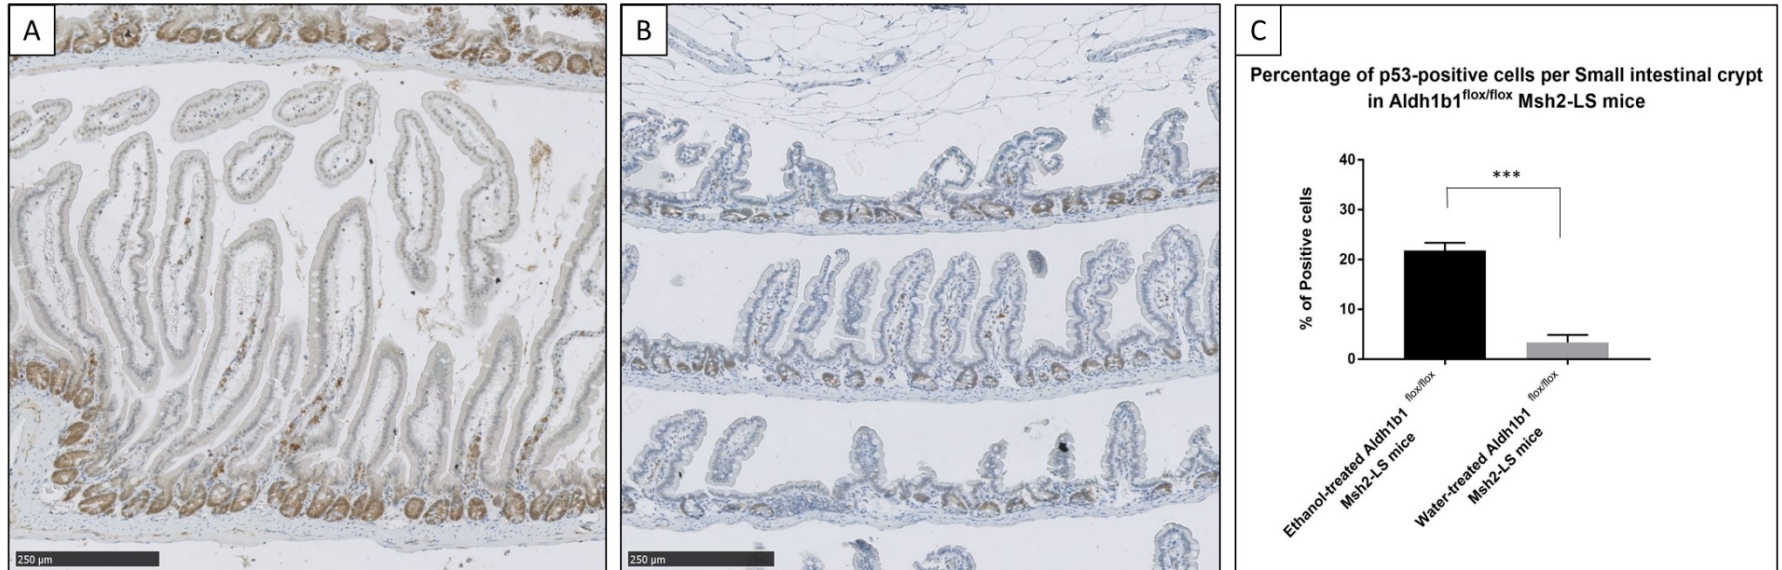 A
250 µm
B
250 µm
C
Percentage of p53-positive cells per Small intestinal crypt
in Aldh1b1flox/flox Msh2-LS mice
% of Positive cells
40
30
20
10
0
***
Ethanol-treated Aldh1b1 flox/flox
Msh2-LS mice
Water-treated Aldh1b1 flox/flox
Msh2-LS mice